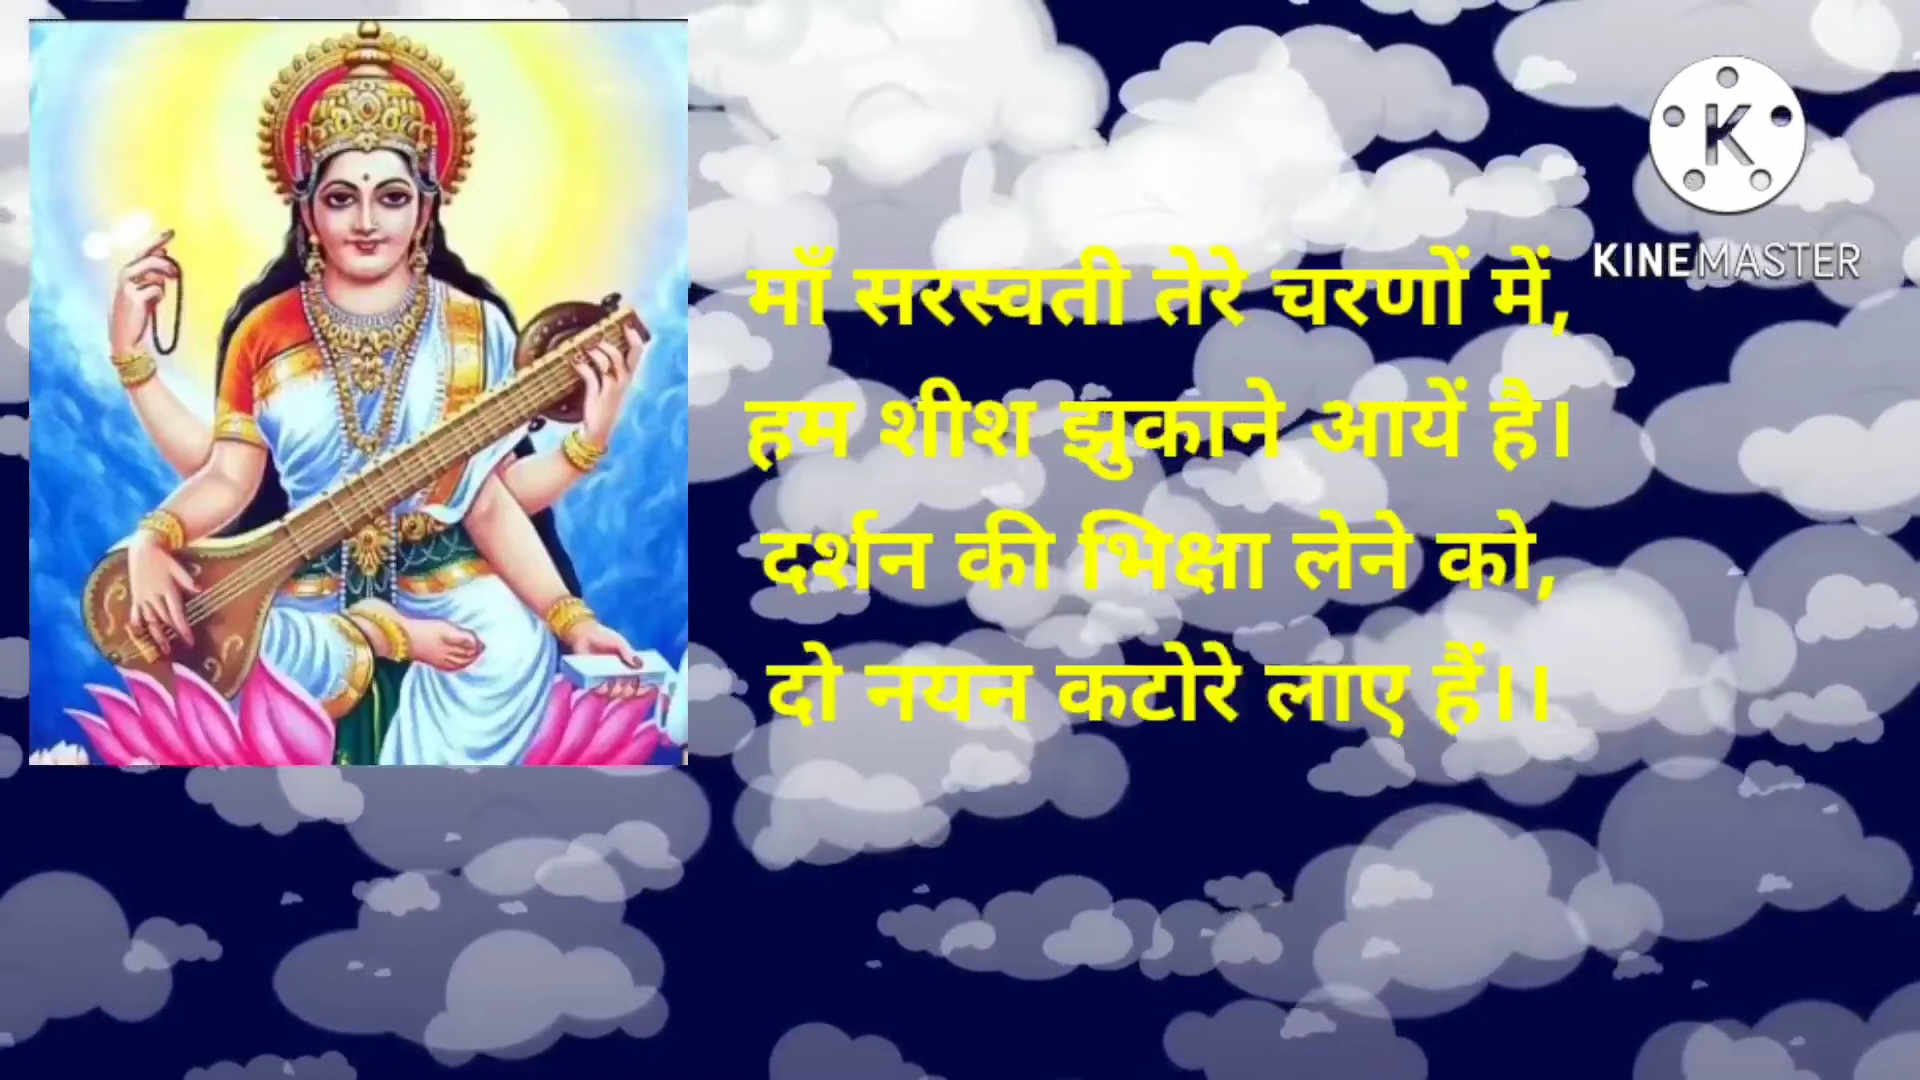 माँ सरस्वती तेरे चरणों में,
हम शीश झुकाने आयें है।
दर्शन की भिक्षा लेने को,
दो नयन कटोरे लाए हैं।।
K
KINEMASTER